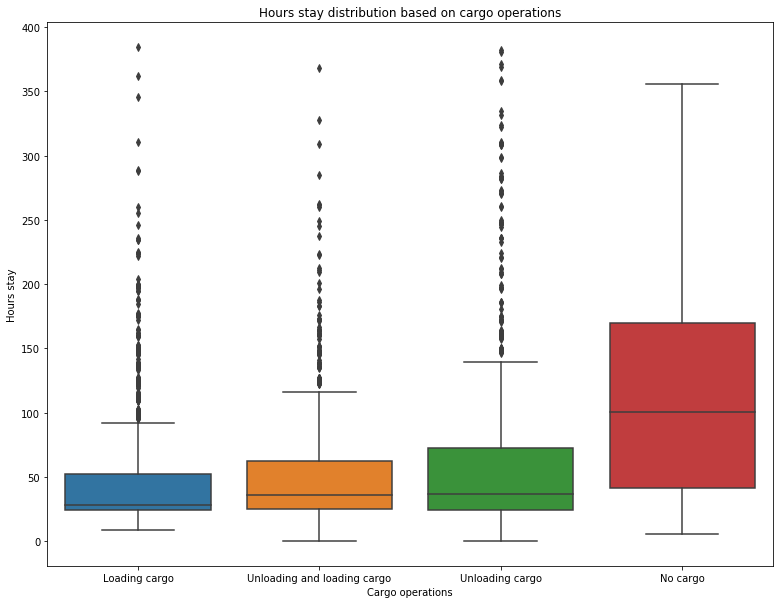 Hours stay distribution based on cargo operations
400
350
300
250
200
150
100
50
0
Hours stay
Loading cargo
Unloading and loading cargo
Unloading cargo
No cargo
Cargo operations